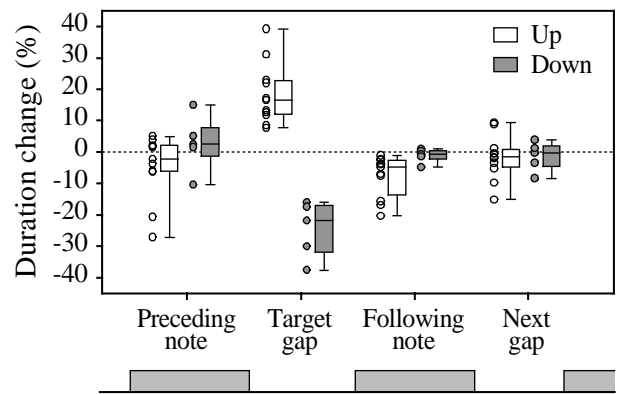 Duration change (%)
40
30
20
10
0
-10
-20
-30
-40
Up
Down
Preceding note
Target gap
Following note
Next gap